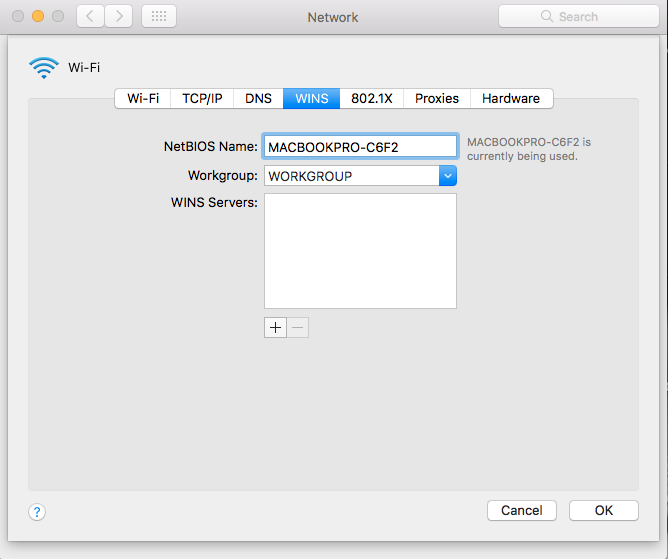 Network
Search
Wi-Fi
Wi-Fi TCP/IP DNS WINS 802.1X Proxies Hardware
NetBIOS Name: MACBOOKPRO-C6F2
MACBOOKPRO-C6F2 is
currently being used.
Workgroup: WORKGROUP
WINS Servers:
+ −
? Cancel OK